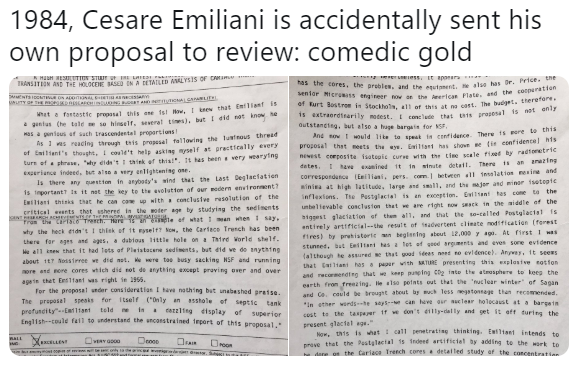 1984, Cesare Emiliani is accidentally sent his
own proposal to review: comedic gold
A HIGH RESOLUTION STUDY OF THE LATEST
TRANSITION AND THE HOLOCENE BASED ON A DETAILED ANALYSIS OF CARIACO
COMMENTS (CONTINUE ON ADDITIONAL SHEET(S) AS NECESSARY)
QUALITY OF THE PROPOSED RESEARCH INCLUDING BUDGET AND INSTITUTIONAL CAPABILITY:
What a fantastic proposal this one is! Now, I knew that Emiliani is
a genius (he told me so himself, several times), but I did not know he
was a genious of such trascendental proportions!
As I was reading through this proposal following the luminous thread
of Emiliani's thought, I could't help asking myself at practically every
turn of a phrase, "Why didn't I think of this!". It has been a very wearying
experience indeed, but also a very enlightening one.
Is there any question in anybody's mind that the Last Deglaciation
is important? Is it not the key to the evolution of our modern environment?
Emiliani thinks that he can come up with a conclusive resolution of the
critical events that ushered in the moder age by studying the sediments
from the Cariaco Trench. Here is an example of what I mean when I say,
why the heck didn't I think of it myself? Now, the Cariaco Trench has been
there for ages and ages, a dubious little hole on a Third World shelf.
We all knew that it had lots of Pleistocene sediments, but did we do anything
about it? Nossirree we did not. We were too busy sacking NSF and running
more and more cores which did not do anything except proving over and over
again that Emiliani was right in 1955.
For the proposal under consideration I have nothing but unabashed praise.
The proposal speaks for itself ("Only an asshole of septic tank
profundity"--Emiliani told me in a dazzling display of superior
English--could fail to understand the unconstrained import of this proposal."
EXCELLENT VERY GOOD GOOD FAIR POOR
has the cores, the problem, and the equipment. He also has Dr. Price, the
senior Micromass engineer now on the American Plate, and the cooperation
of Kurt Bostrom in Stockholm, all of this at no cost. The budget, therefore,
is extraordinarily modest. I conclude that this proposal is not only
outstanding, but also a huge bargain for NSF.
And now I would like to speak in confidence. There is more to this
proposal that meets the aye. Emiliani has shown me (in confidence) his
newest composite isotopic curve with the time scale fixed by radiometric
dates. I have examined it in minute detail. There is an amazing
correspondence (Emiliani, pers. comm.) between all insolation maxima and
minima at high latitude, large and small, and the major and minor isotopic
inflexions. The Postglacial is an exception. Emiliani has come to the
unbelievable conclusion that we are right now smack in the middle of the
biggest glaciation of them all, and that the so-called Postglacial is
entirely artificial—the result of inadvertent climate modification (forest
fires) by prehistoric men beginning about 12,000 y ago. At first I was
stunned, but Emiliani has a lot of good arguments and even some evidence
(although he assured me that good ideas need no evidence). Anyway, it seems
that Emiliani has a paper with NATURE presenting this explosive notion
and recommending that we keep pumping CO2 into the atmosphere to keep the
earth from freezing. He also points out that the 'nuclear winter' of Sagan
and Co. could be brought about by much less megatonnage than recommended.
"In other words--he says--we can have our nuclear holocaust at a bargain
cost to the taxpayer if we don't dilly-dally and get it off during the
present glacial age."
Now, this is what I call penetrating thinking. Emiliani intends to
prove that the Postglacial is indeed artificial by adding to the work to
be done on the Cariaco Trench cores a detailed study of the concentration